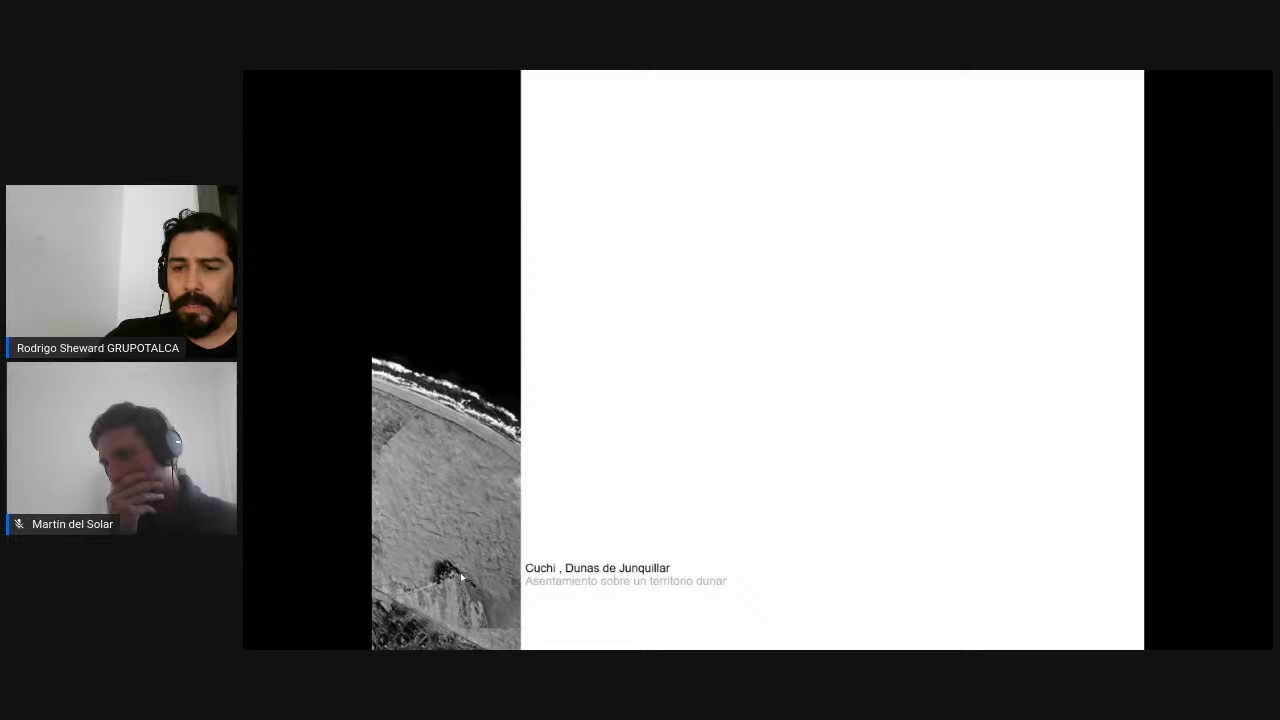 Rodrigo Sheward GRUPOTALCA
Martín del Solar
Cuchi , Dunas de Junquillar
Asentamiento sobre un territorio dunar